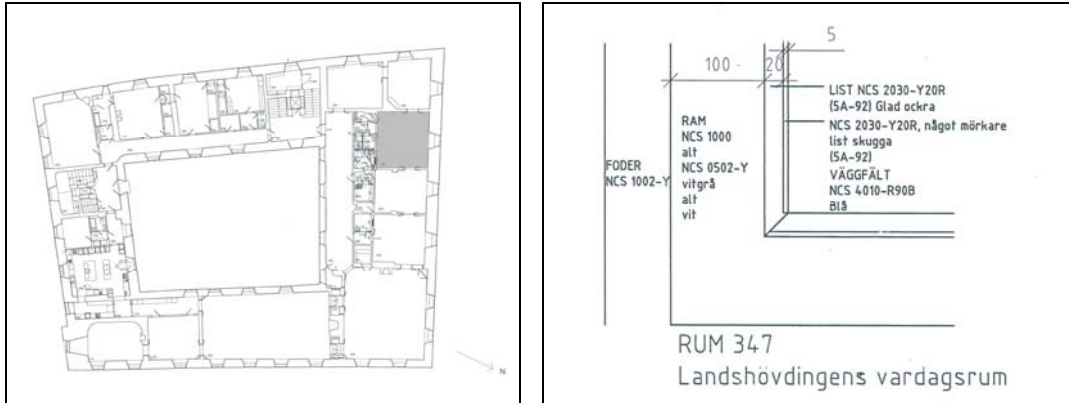 N
5
100
20
LIST NCS 2030-Y20R
(5A-92) Glad ockra
NCS 2030-Y20R, något mörkare
list skugga
(5A-92)
VÄGGFÄLT
NCS 4010-R90B
Blå
RAM
NCS 1000
alt
NCS 0502-Y
vitgrå
alt
vit
FODER
NCS 1002-Y
RUM 347
Landshövdingens vardagsrum